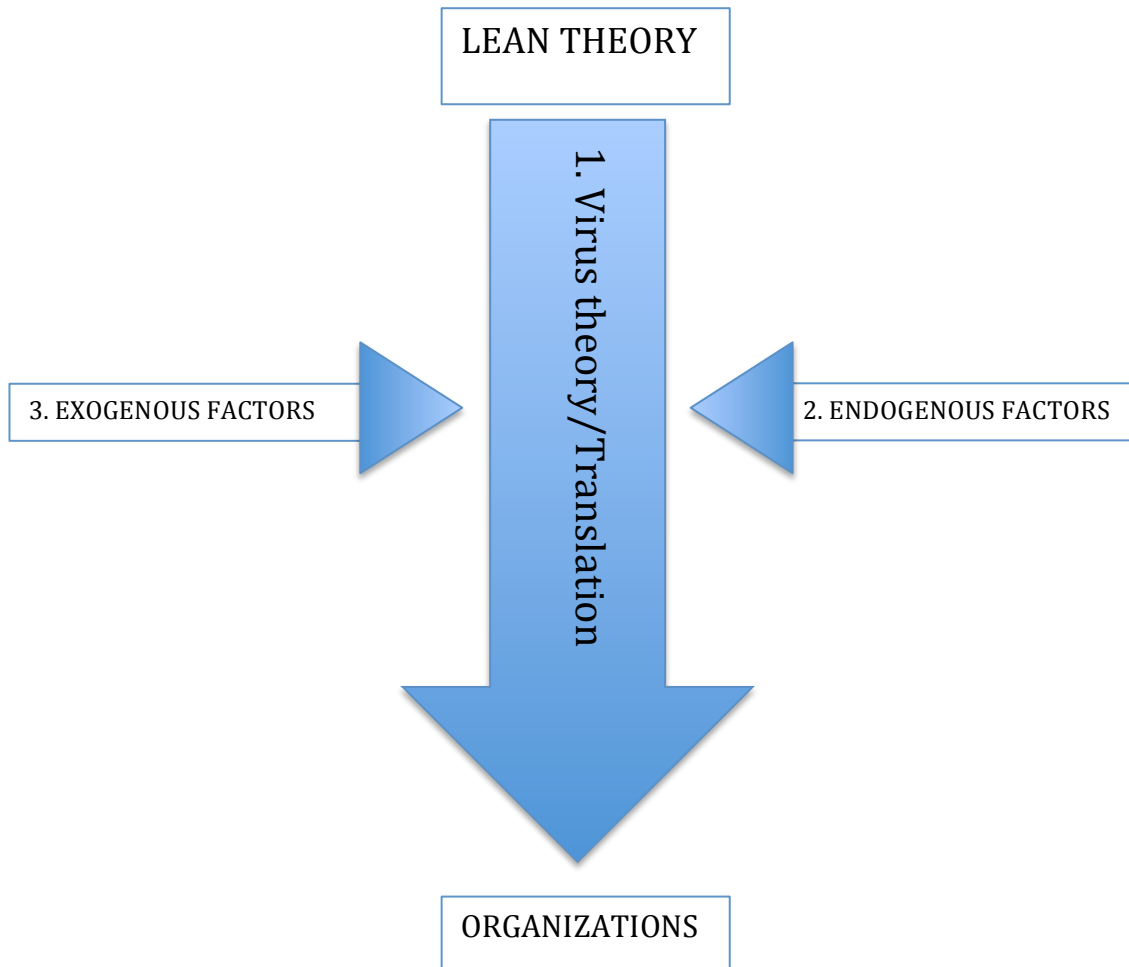 LEAN THEORY
1. Virus theory/Translation
3. EXOGENOUS FACTORS
2. ENDOGENOUS FACTORS
ORGANIZATIONS